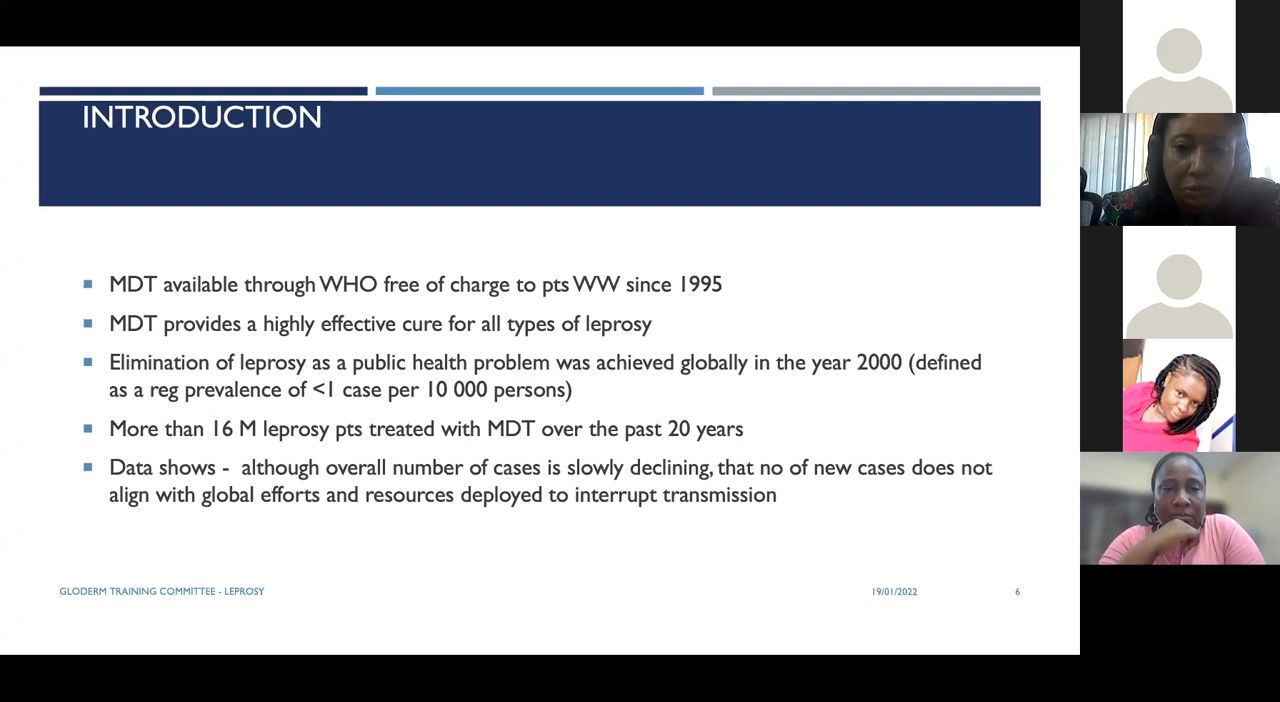 INTRODUCTION
MDT available through WHO free of charge to pts WW since 1995
MDT provides a highly effective cure for all types of leprosy
Elimination of leprosy as a public health problem was achieved globally in the year 2000 (defined
as a reg prevalence of <1 case per 10 000 persons)
More than 16 M leprosy pts treated with MDT over the past 20 years
Data shows - although overall number of cases is slowly declining, that no of new cases does not
align with global efforts and resources deployed to interrupt transmission
GLODERM TRAINING COMMITTEE - LEPROSY
19/01/2022
6